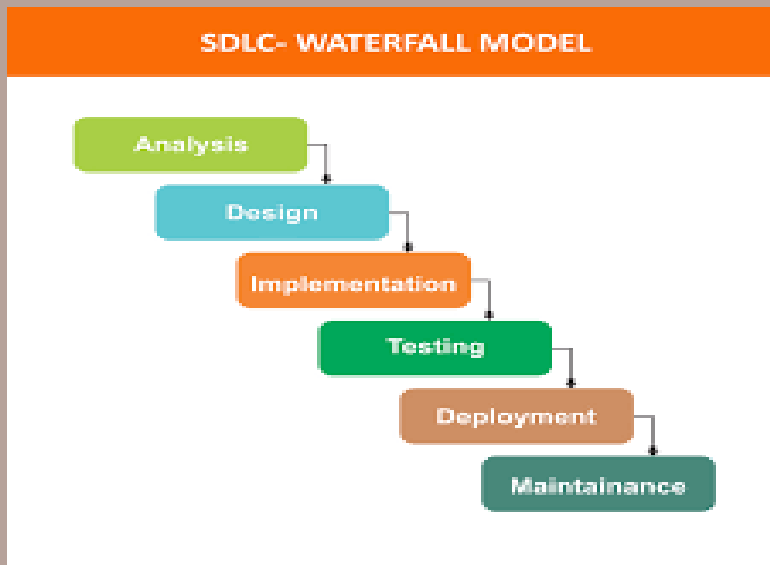 SDLC- WATERFALL MODEL
Analysis
Design
Implementation
Testing
Deployment
Maintainance